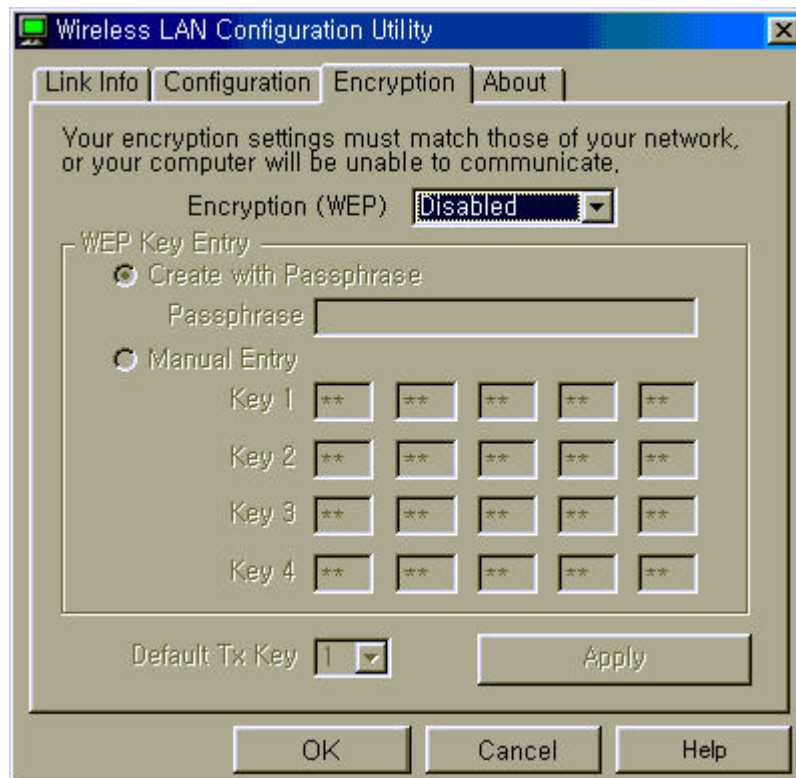 Wireless LAN Configuration Utility
Link Info Configuration Encryption About
Your encryption settings must match those of your network,
or your computer will be unable to communicate,
Encryption (WEP) Disabled
WEP Key Entry
Create with Passphrase
Passphrase
Manual Entry
Key 1 ** ** ** ** **
Key 2 ** ** ** ** **
Key 3 ** ** ** ** **
Key 4 ** ** ** ** **
Default Tx Key 1 Apply
OK Cancel Help